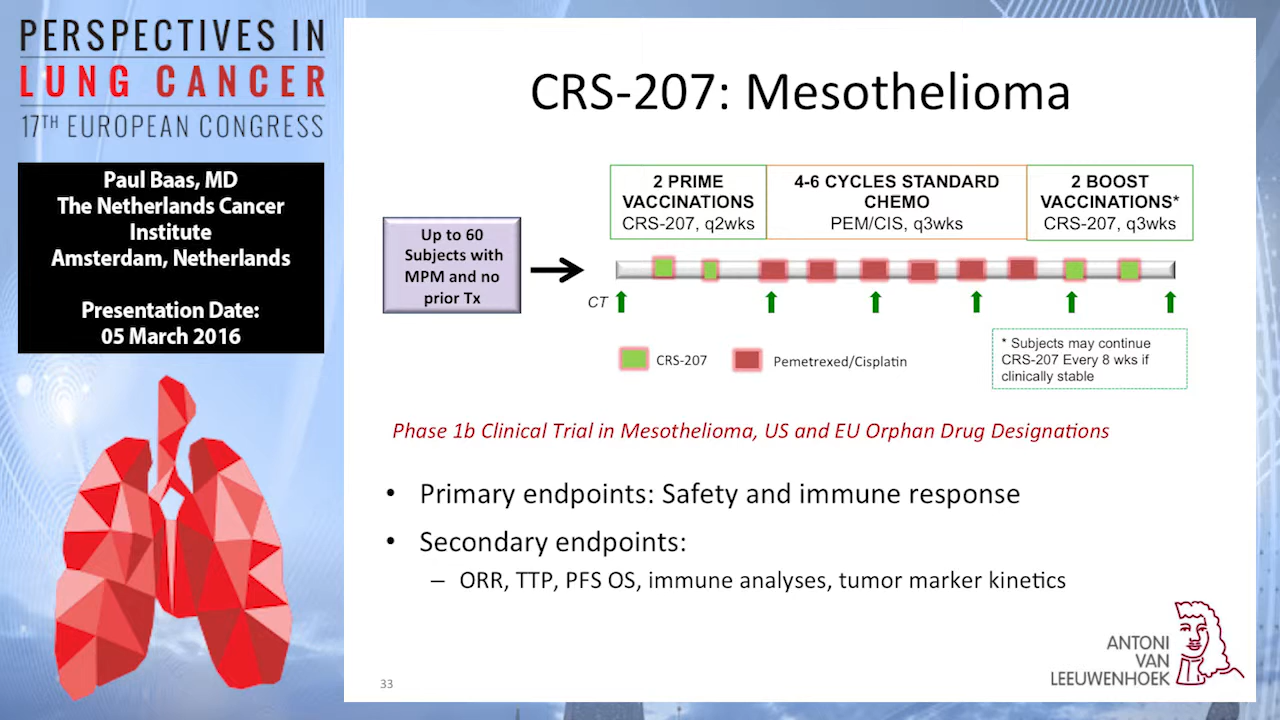 PERSPECTIVES IN
LUNG CANCER
17TH EUROPEAN CONGRESS
Paul Baas, MD
The Netherlands Cancer
Institute
Amsterdam, Netherlands
Presentation Date:
05 March 2016
CRS-207: Mesothelioma
Up to 60
Subjects with
MPM and no
prior Tx
2 PRIME
VACCINATIONS
CRS-207, q2wks
4-6 CYCLES STANDARD
CHEMO
PEM/CIS, q3wks
2 BOOST
VACCINATIONS*
CRS-207, q3wks
CT
CRS-207
Pemetrexed/Cisplatin
* Subjects may continue
CRS-207 Every 8 wks if
clinically stable
Phase 1b Clinical Trial in Mesothelioma, US and EU Orphan Drug Designations
• Primary endpoints: Safety and immune response
• Secondary endpoints:
– ORR, TTP, PFS OS, immune analyses, tumor marker kinetics
33
ANTONI
VAN
LEEUWENHOEK